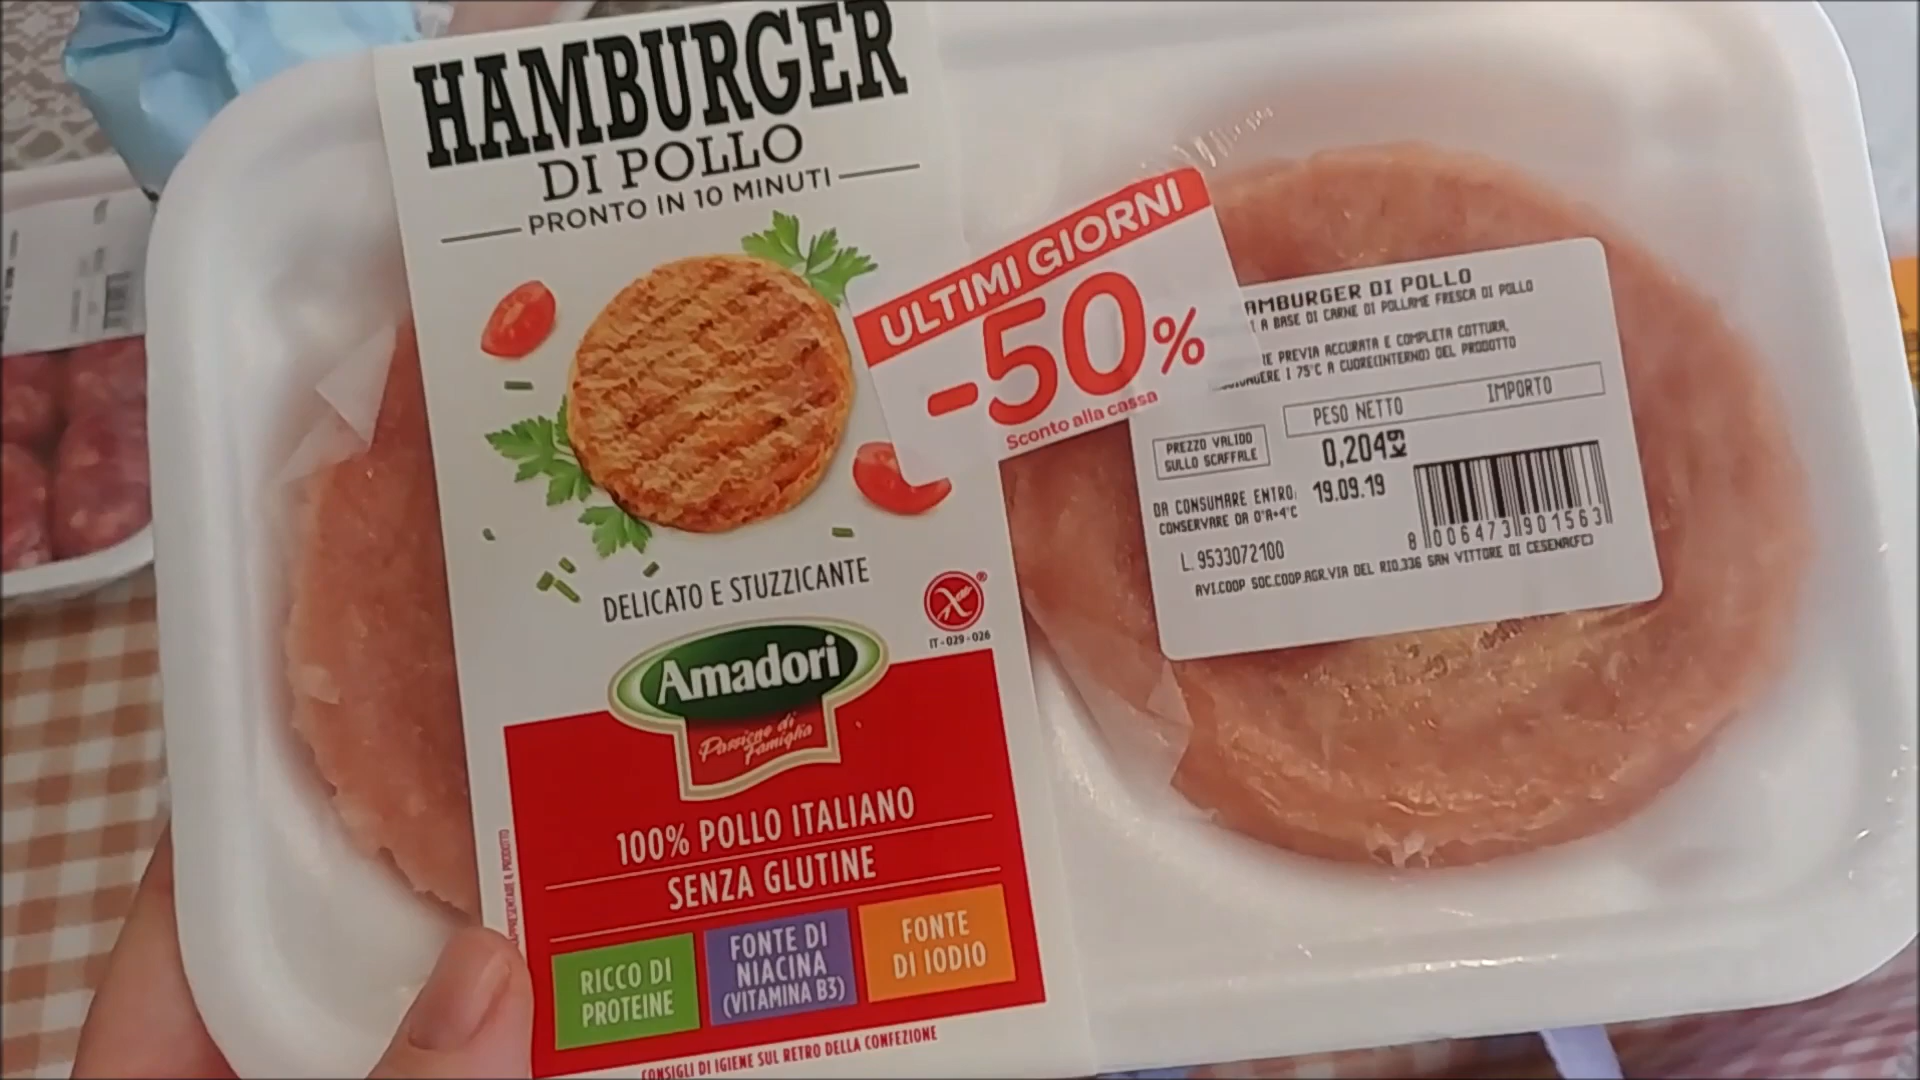 HAMBURGER
DI POLLO
PRONTO IN 10 MINUTI
DELICATO E STUZZICANTE
IT-029-026
Amadori
Passione di
Famiglia
100% POLLO ITALIANO
SENZA GLUTINE
RICCO DI
PROTEINE
FONTE DI
NIACINA
(VITAMINA B3)
FONTE
DI IODIO
CONSIGLI DI IGIENE SUL RETRO DELLA CONFEZIONE
IL PRODOTTO
ULTIMI GIORNI
-50%
Sconto alla cassa
AMBURGER DI POLLO
A BASE DI CARNE DI POLLAME FRESCA DI POLLO
PREVIA ACCURATA E COMPLETA COTTURA,
I 75°C A CUORE(INTERNO) DEL PRODOTTO
PESO NETTO IMPORTO
PREZZO VALIDO
SULLO SCAFFALE
0,204 kg
DA CONSUMARE ENTRO: 19.09.19
CONSERVARE DA 0°A+4°C
L. 9533072100
8 006473 901563
AVI.COOP SOC.COOP.AGR.VIA DEL RIO,336 SAN VITTORE DI CESENA(FC)